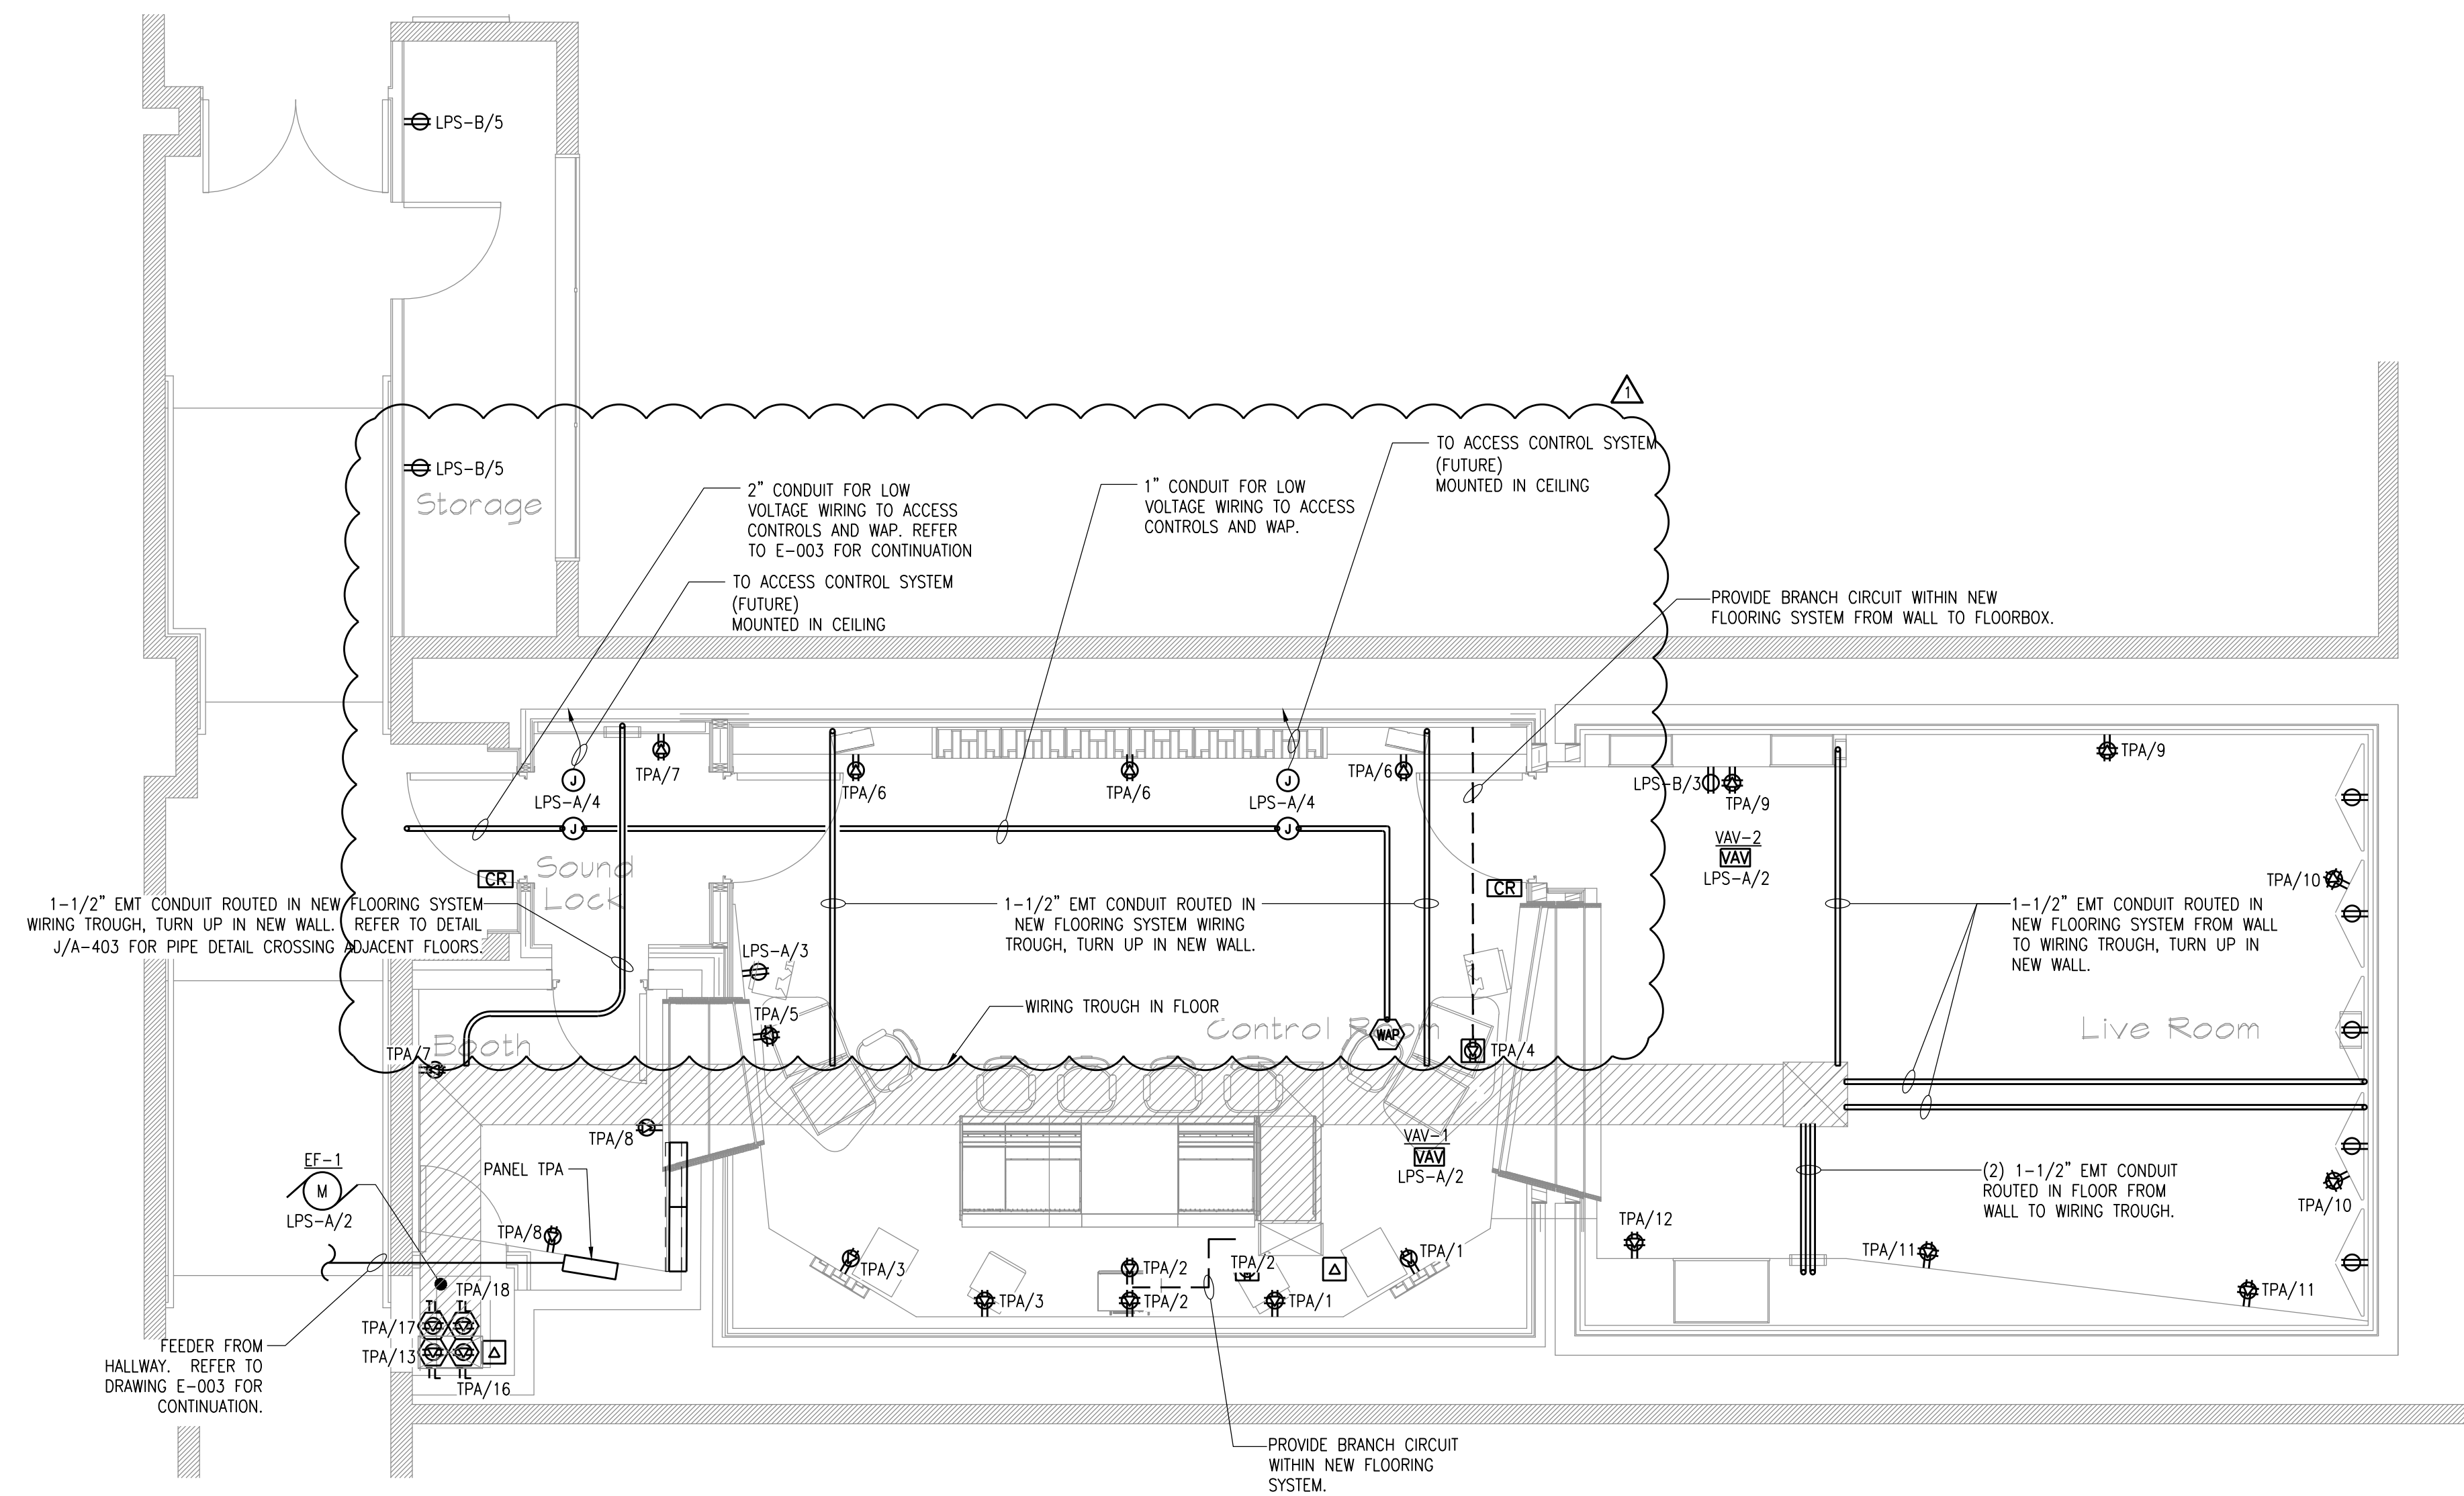 LPS-B/5
1
LPS-B/5
Storage
TO ACCESS CONTROL SYSTEM
(FUTURE)
MOUNTED IN CEILING
2" CONDUIT FOR LOW
VOLTAGE WIRING TO ACCESS
CONTROLS AND WAP. REFER
TO E-003 FOR CONTINUATION
1" CONDUIT FOR LOW
VOLTAGE WIRING TO ACCESS
CONTROLS AND WAP.
TO ACCESS CONTROL SYSTEM
(FUTURE)
MOUNTED IN CEILING
PROVIDE BRANCH CIRCUIT WITHIN NEW
FLOORING SYSTEM FROM WALL TO FLOORBOX.
TPA/7
J
LPS-A/4
TPA/6
TPA/6
J
LPS-A/4
TPA/6
LPS-B/3
TPA/9
TPA/9
J
J
VAV-2
VAV
LPS-A/2
Sound
Lock
CR
CR
TPA/10
1-1/2" EMT CONDUIT ROUTED IN NEW FLOORING SYSTEM
WIRING TROUGH, TURN UP IN NEW WALL. REFER TO DETAIL
J/A-403 FOR PIPE DETAIL CROSSING ADJACENT FLOORS.
1-1/2" EMT CONDUIT ROUTED IN
NEW FLOORING SYSTEM WIRING
TROUGH, TURN UP IN NEW WALL.
1-1/2" EMT CONDUIT ROUTED IN
NEW FLOORING SYSTEM FROM WALL
TO WIRING TROUGH, TURN UP IN
NEW WALL.
LPS-A/3
TPA/5
WIRING TROUGH IN FLOOR
Control Room
WAP
TPA/4
Live Room
Booth
TPA/7
TPA/8
VAV-1
VAV
LPS-A/2
(2) 1-1/2" EMT CONDUIT
ROUTED IN FLOOR FROM
WALL TO WIRING TROUGH.
TPA/10
EF-1
M
LPS-A/2
PANEL TPA
TPA/8
TPA/12
TPA/11
TPA/11
TPA/3
TPA/3
TPA/2
TPA/2
TPA/2
TPA/1
TPA/1
TPA/18
TL
TL
TPA/17
TPA/13
TL
TL
TPA/16
FEEDER FROM
HALLWAY. REFER TO
DRAWING E-003 FOR
CONTINUATION.
PROVIDE BRANCH CIRCUIT
WITHIN NEW FLOORING
SYSTEM.